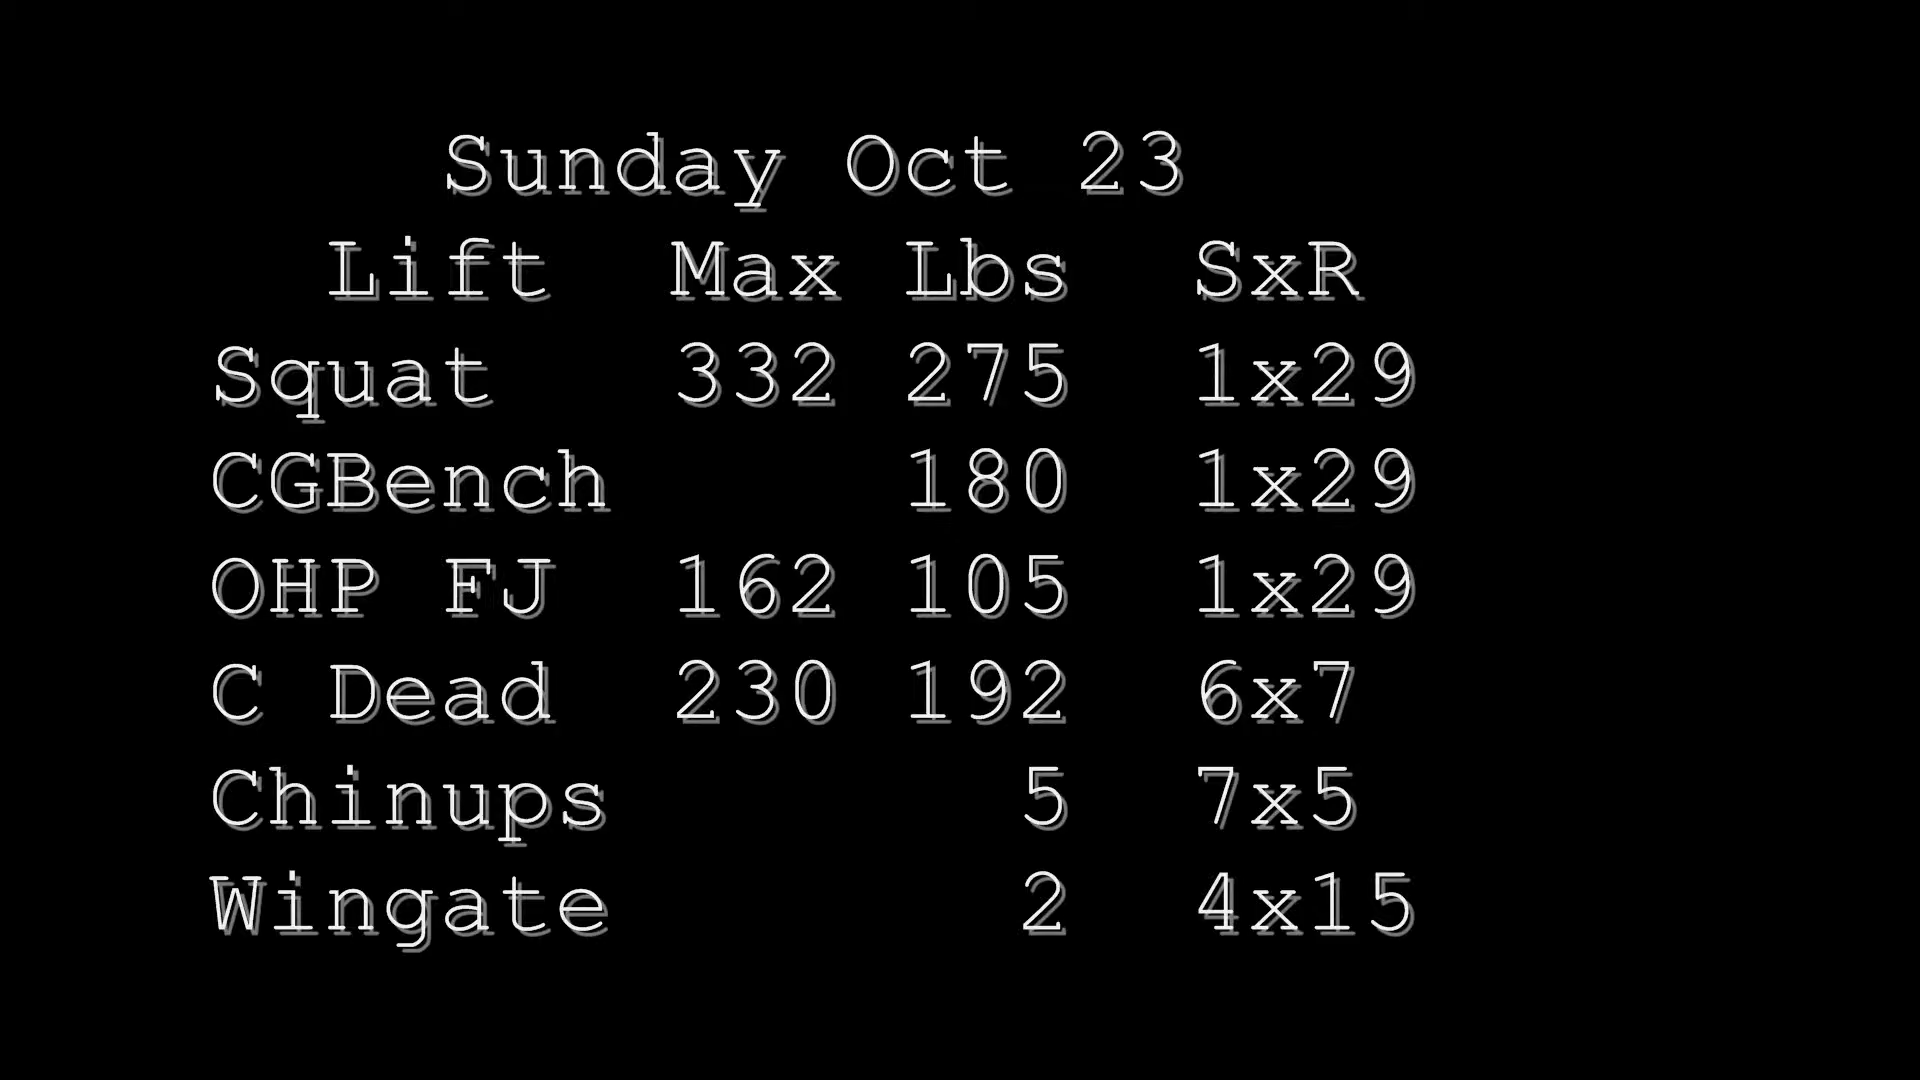 Sunday Oct 23
Lift Max Lbs SxR
Squat 332 275 1x29
CGBench 180 1x29
OHP FJ 162 105 1x29
C Dead 230 192 6x7
Chinups 5 7x5
Wingate 2 4x15